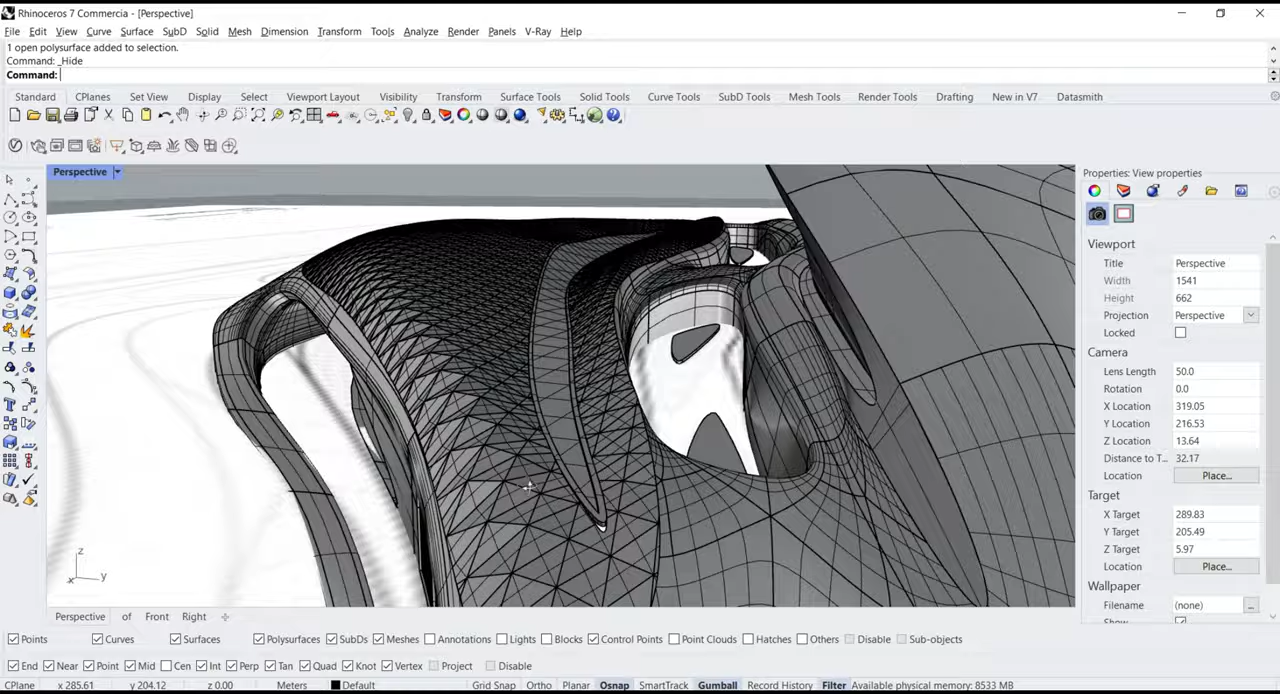 Rhinoceros 7 Commercia - [Perspective]
File Edit View Curve Surface SubD Solid Mesh Dimension Transform Tools Analyze Render Panels V-Ray Help
1 open polysurface added to selection.
Command: _Hide
Command:
Standard CPlanes Set View Display Select Viewport Layout Visibility Transform Surface Tools Solid Tools Curve Tools SubD Tools Mesh Tools Render Tools Drafting New in V7 Datasmith
Perspective
Properties: View properties
Viewport
Title Perspective
Width 1541
Height 662
Projection Perspective
Locked
Camera
Lens Length 50.0
Rotation 0.0
X Location 319.05
Y Location 216.53
Z Location 13.64
Distance to T... 32.17
Location Place...
Target
X Target 289.83
Y Target 205.49
Z Target 5.97
Location Place...
Wallpaper
Filename (none) ...
Show
z
x y
Perspective of Front Right
Points Curves Surfaces Polysurfaces SubDs Meshes Annotations Lights Blocks Control Points Point Clouds Hatches Others Disable Sub-objects
End Near Point Mid Cen Int Perp Tan Quad Knot Vertex Project Disable
CPlane x 285.61 y 204.12 z 0.00 Meters Default Grid Snap Ortho Planar Osnap SmartTrack Gumball Record History Filter Available physical memory: 8533 MB